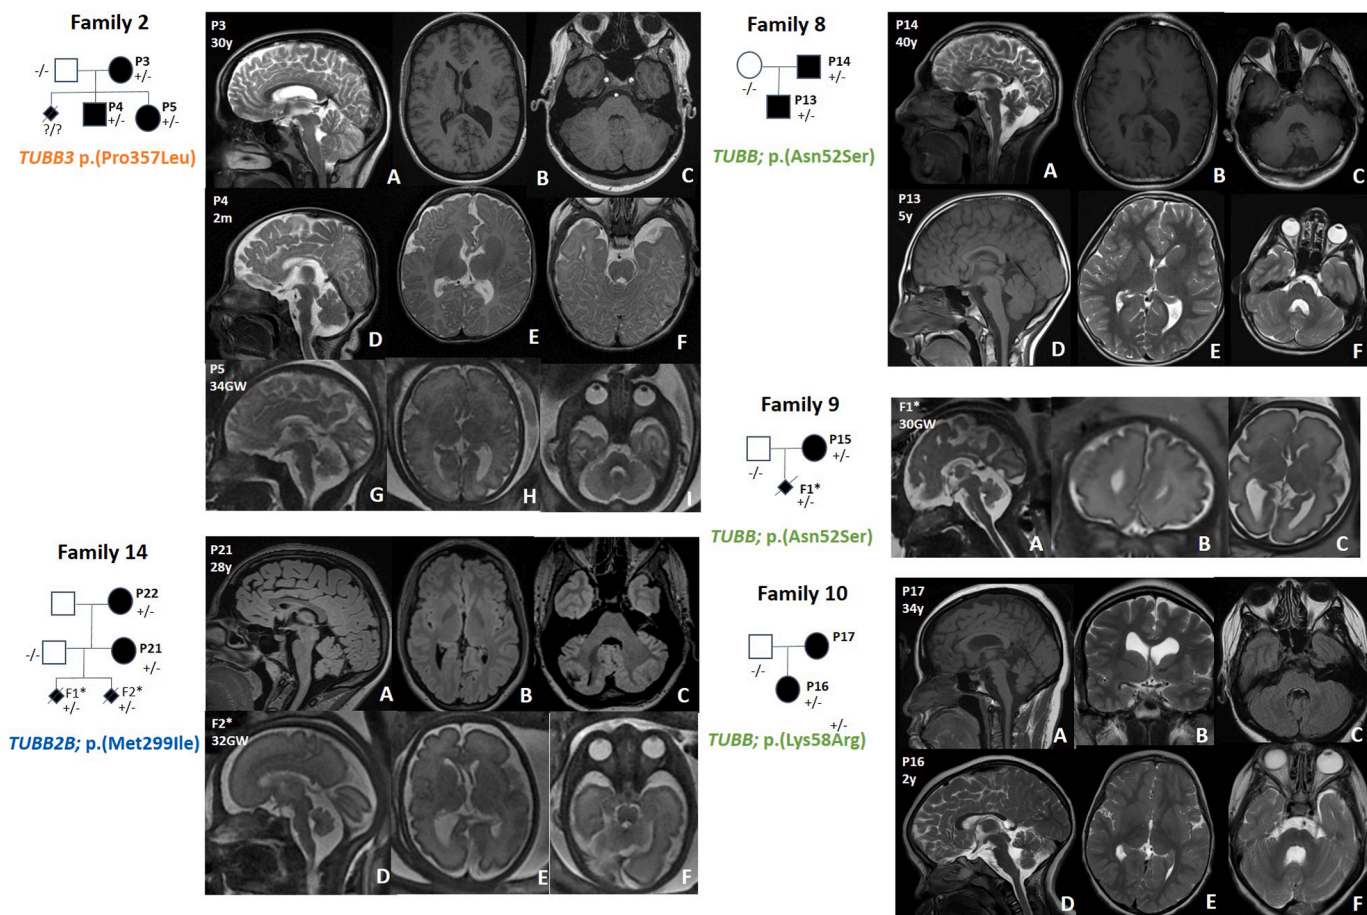 Family 2
-/-
P3
+/-
?/?
P4
+/-
P5
+/-
TUBB3 p.(Pro357Leu)
P3
30y
A
B
C
P4
2m
D
E
F
P5
34GW
G
H
I
Family 14
P22
+/-
-/-
P21
+/-
F1*
+/-
F2*
+/-
TUBB2B; p.(Met299Ile)
P21
28y
A
B
C
F2*
32GW
D
E
F
Family 8
-/-
P14
+/-
P13
+/-
TUBB; p.(Asn52Ser)
P14
40y
A
B
C
P13
5y
D
E
F
Family 9
-/-
P15
+/-
F1*
+/-
TUBB; p.(Asn52Ser)
F1*
30GW
A
B
C
Family 10
-/-
P17
P16
+/-
+/-
TUBB; p.(Lys58Arg)
P17
34y
A
B
C
P16
2y
D
E
F